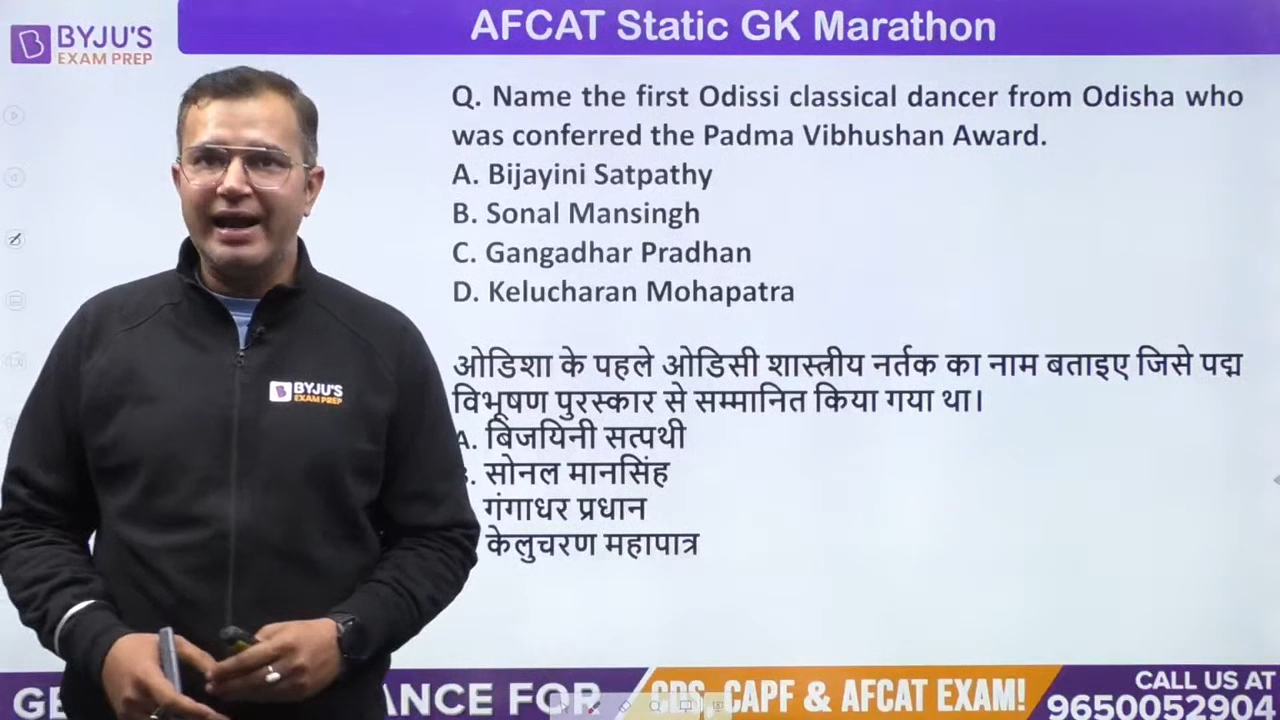 BYJU'S
EXAM PREP
AFCAT Static GK Marathon
Q. Name the first Odissi classical dancer from Odisha who
was conferred the Padma Vibhushan Award.
A. Bijayini Satpathy
B. Sonal Mansingh
C. Gangadhar Pradhan
D. Kelucharan Mohapatra
ओडिशा के पहले ओडिसी शास्त्रीय नर्तक का नाम बताइए जिसे पद्म
विभूषण पुरस्कार से सम्मानित किया गया था।
A. बिजयिनी सत्पथी
सोनल मानसिंह
गंगाधर प्रधान
केलुचरण महापात्र
BYJU'S
EXAM PREP
FOR
CDS, CAPF & AFCAT EXAM!
CALL US AT
9650052904